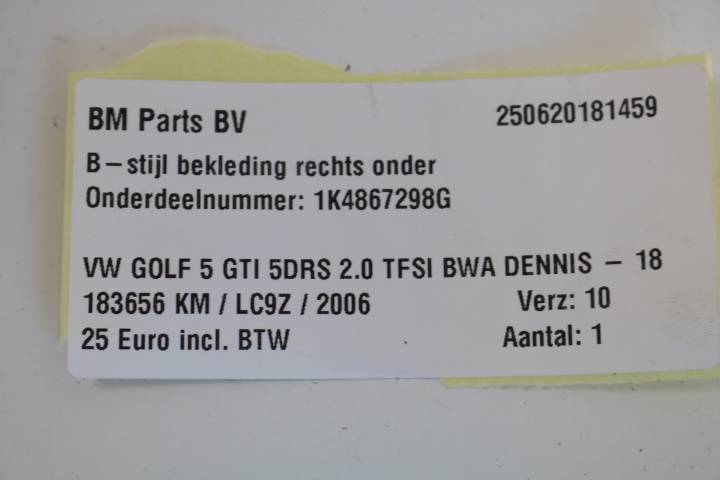 BM Parts BV 250620181459
B-stijl bekleding rechts onder
Onderdeelnummer: 1K4867298G
VW GOLF 5 GTI 5DRS 2.0 TFSI BWA DENNIS - 18
183656 KM / LC9Z / 2006 Verz: 10
25 Euro incl. BTW Aantal: 1